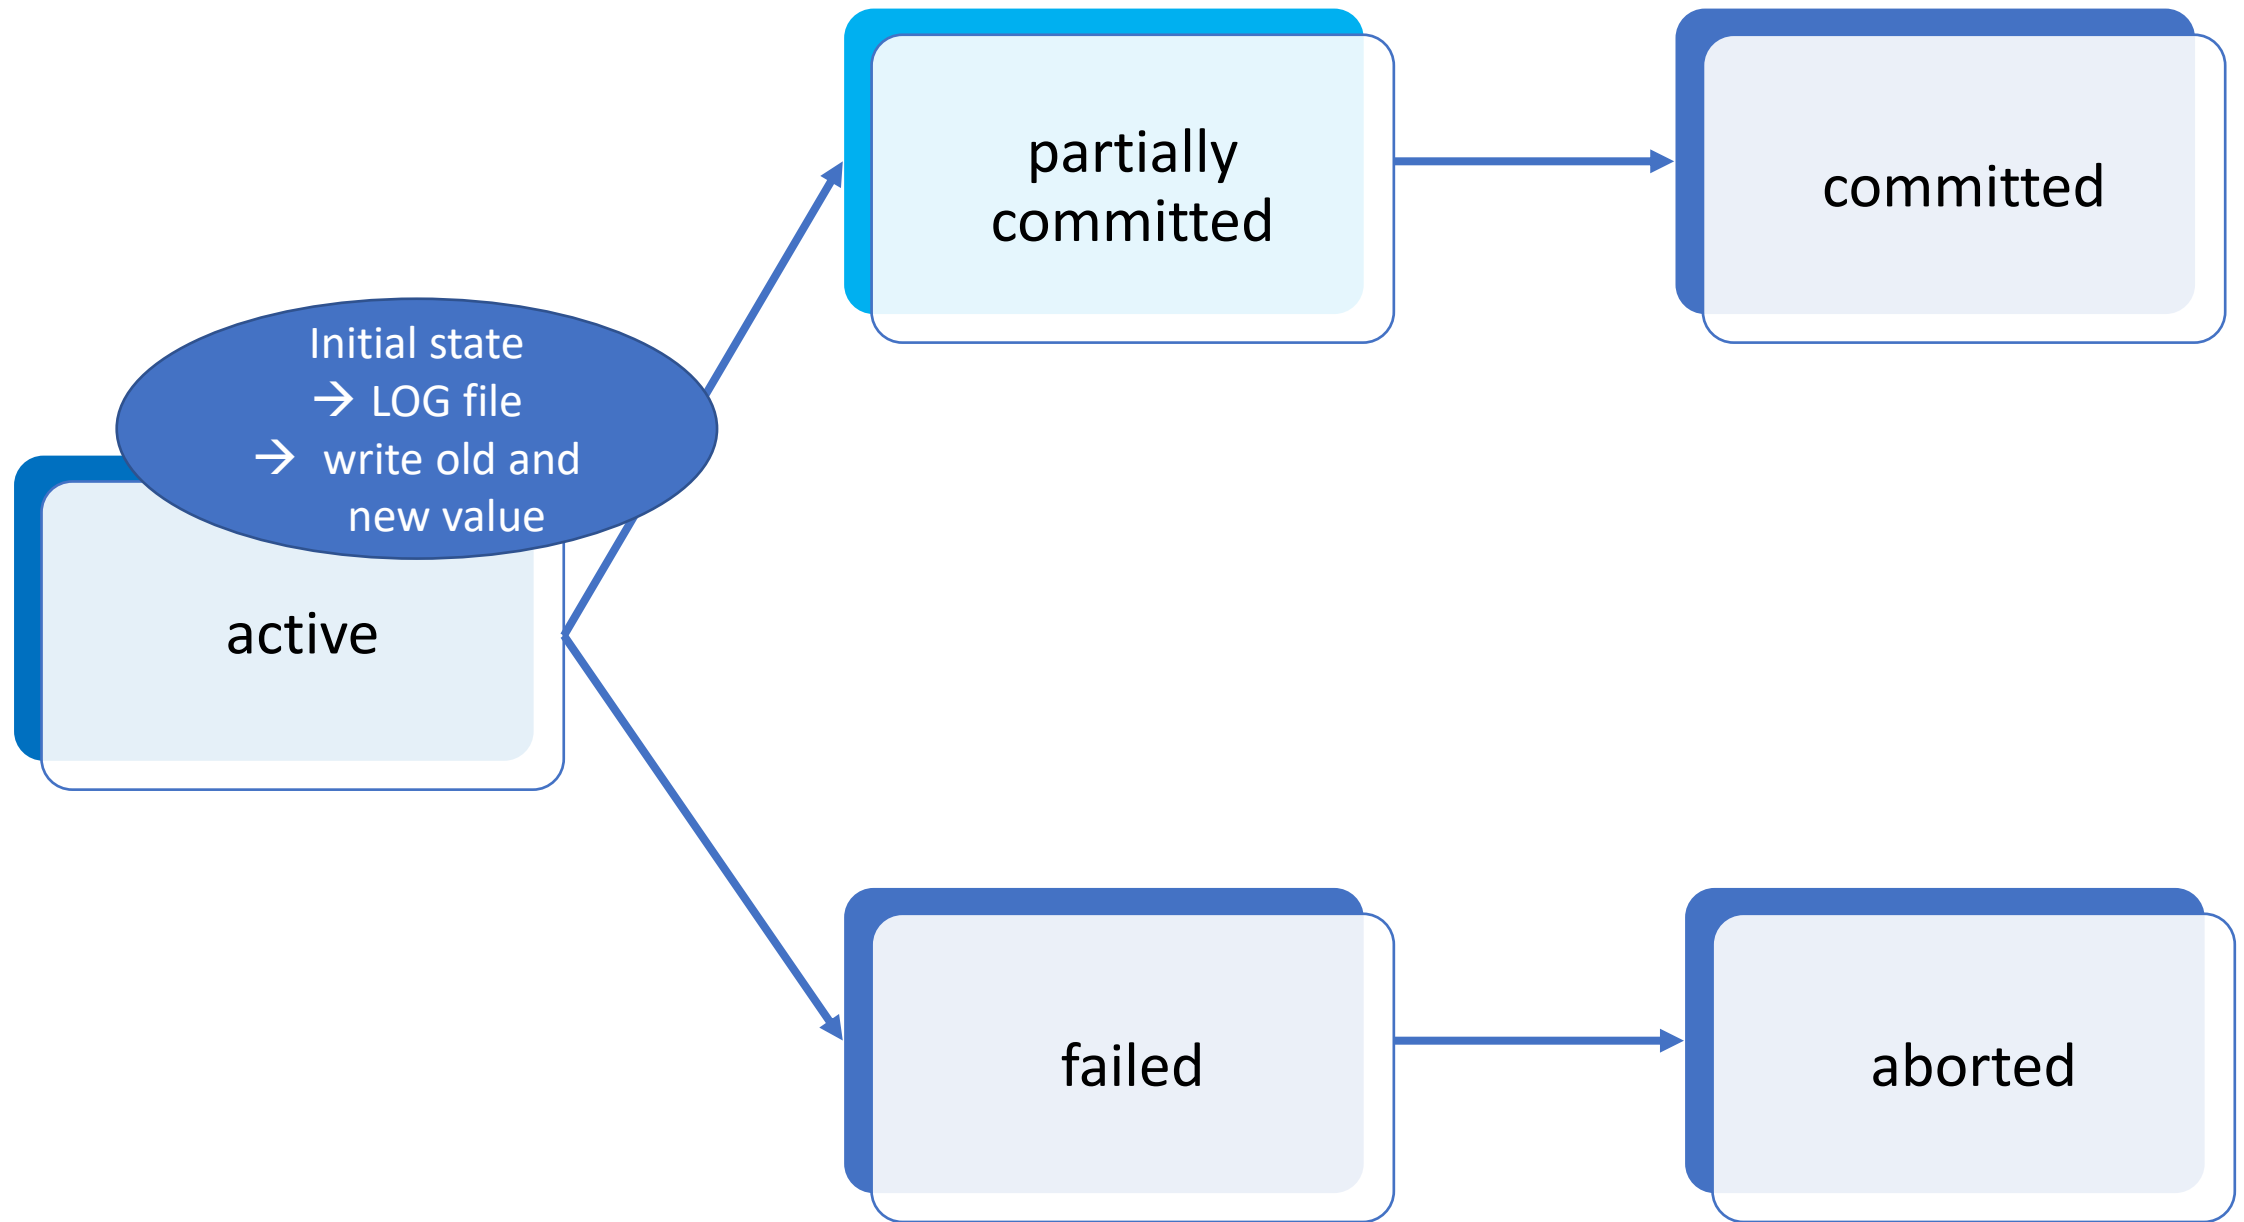 partially
committed
committed
Initial state
→ LOG file
→ write old and
new value
active
failed
aborted